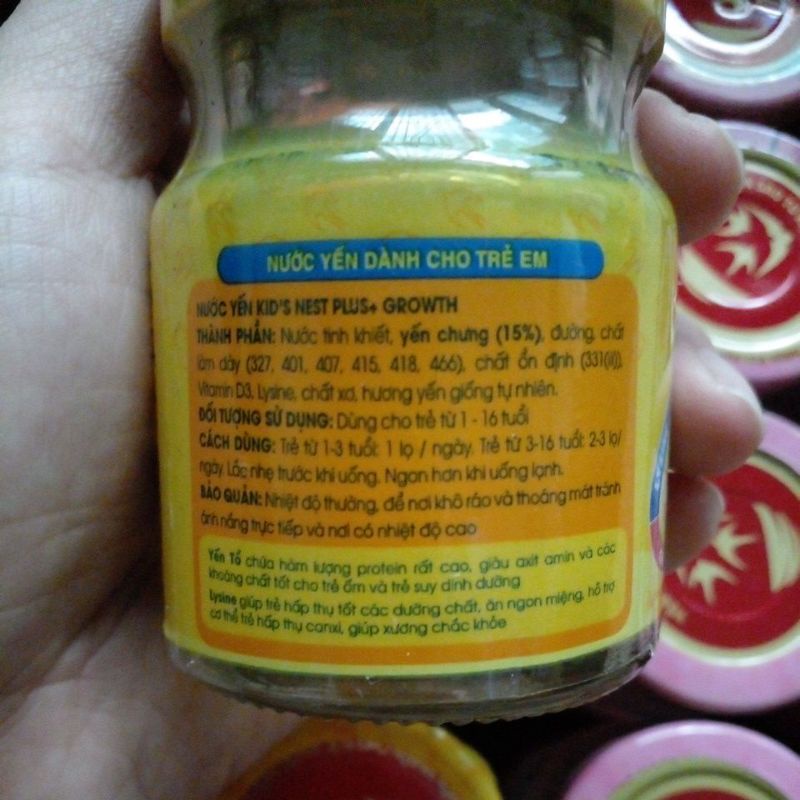 NƯỚC YẾN DÀNH CHO TRẺ EM
NƯỚC YẾN KID'S NEST PLUS+ GROWTH
THÀNH PHẦN: Nước tinh khiết, yến chưng (15%), đường, chất
làm dày (327, 401, 407, 415, 418, 466), chất ổn định (331(iii)),
Vitamin D3, Lysine, chất xơ, hương yến giống tự nhiên.
ĐỐI TƯỢNG SỬ DỤNG: Dùng cho trẻ từ 1 - 16 tuổi
CÁCH DÙNG: Trẻ từ 1-3 tuổi: 1 lọ / ngày. Trẻ từ 3-16 tuổi: 2-3 lọ/
ngày. Lắc nhẹ trước khi uống. Ngon hơn khi uống lạnh.
BẢO QUẢN: Nhiệt độ thường, để nơi khô ráo và thoáng mát tránh
ánh nắng trực tiếp và nơi có nhiệt độ cao
Yến Tổ chứa hàm lượng protein rất cao, giàu axit amin và các
khoáng chất tốt cho trẻ ốm và trẻ suy dinh dưỡng
Lysine giúp trẻ hấp thụ tốt các dưỡng chất, ăn ngon miệng, hỗ trợ
cơ thể trẻ hấp thụ canxi, giúp xương chắc khỏe